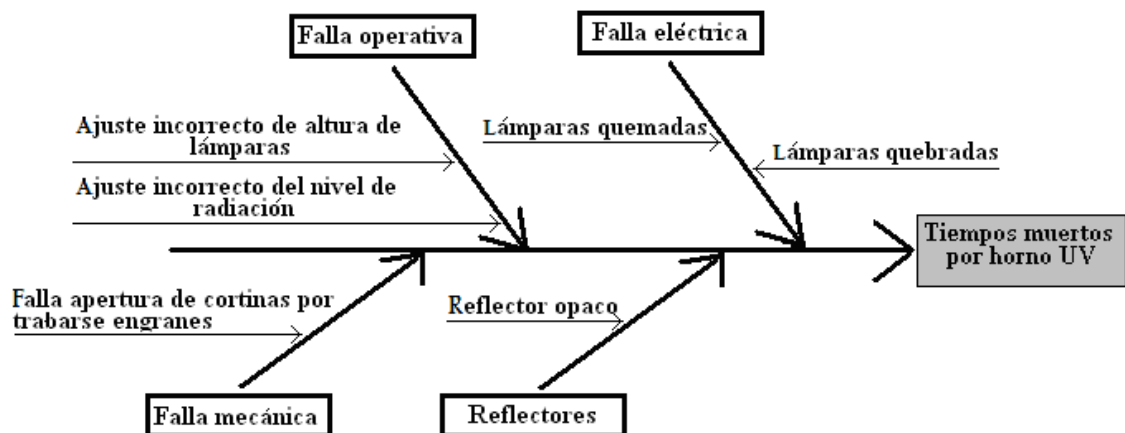 Falla operativa
Falla eléctrica
Ajuste incorrecto de altura de
lámparas
Lámparas quemadas
Lámparas quebradas
Ajuste incorrecto del nivel de
radiación
Tiempos muertos
por horno UV
Falla apertura de cortinas por
trabarse engranes
Reflector opaco
Falla mecánica
Reflectores